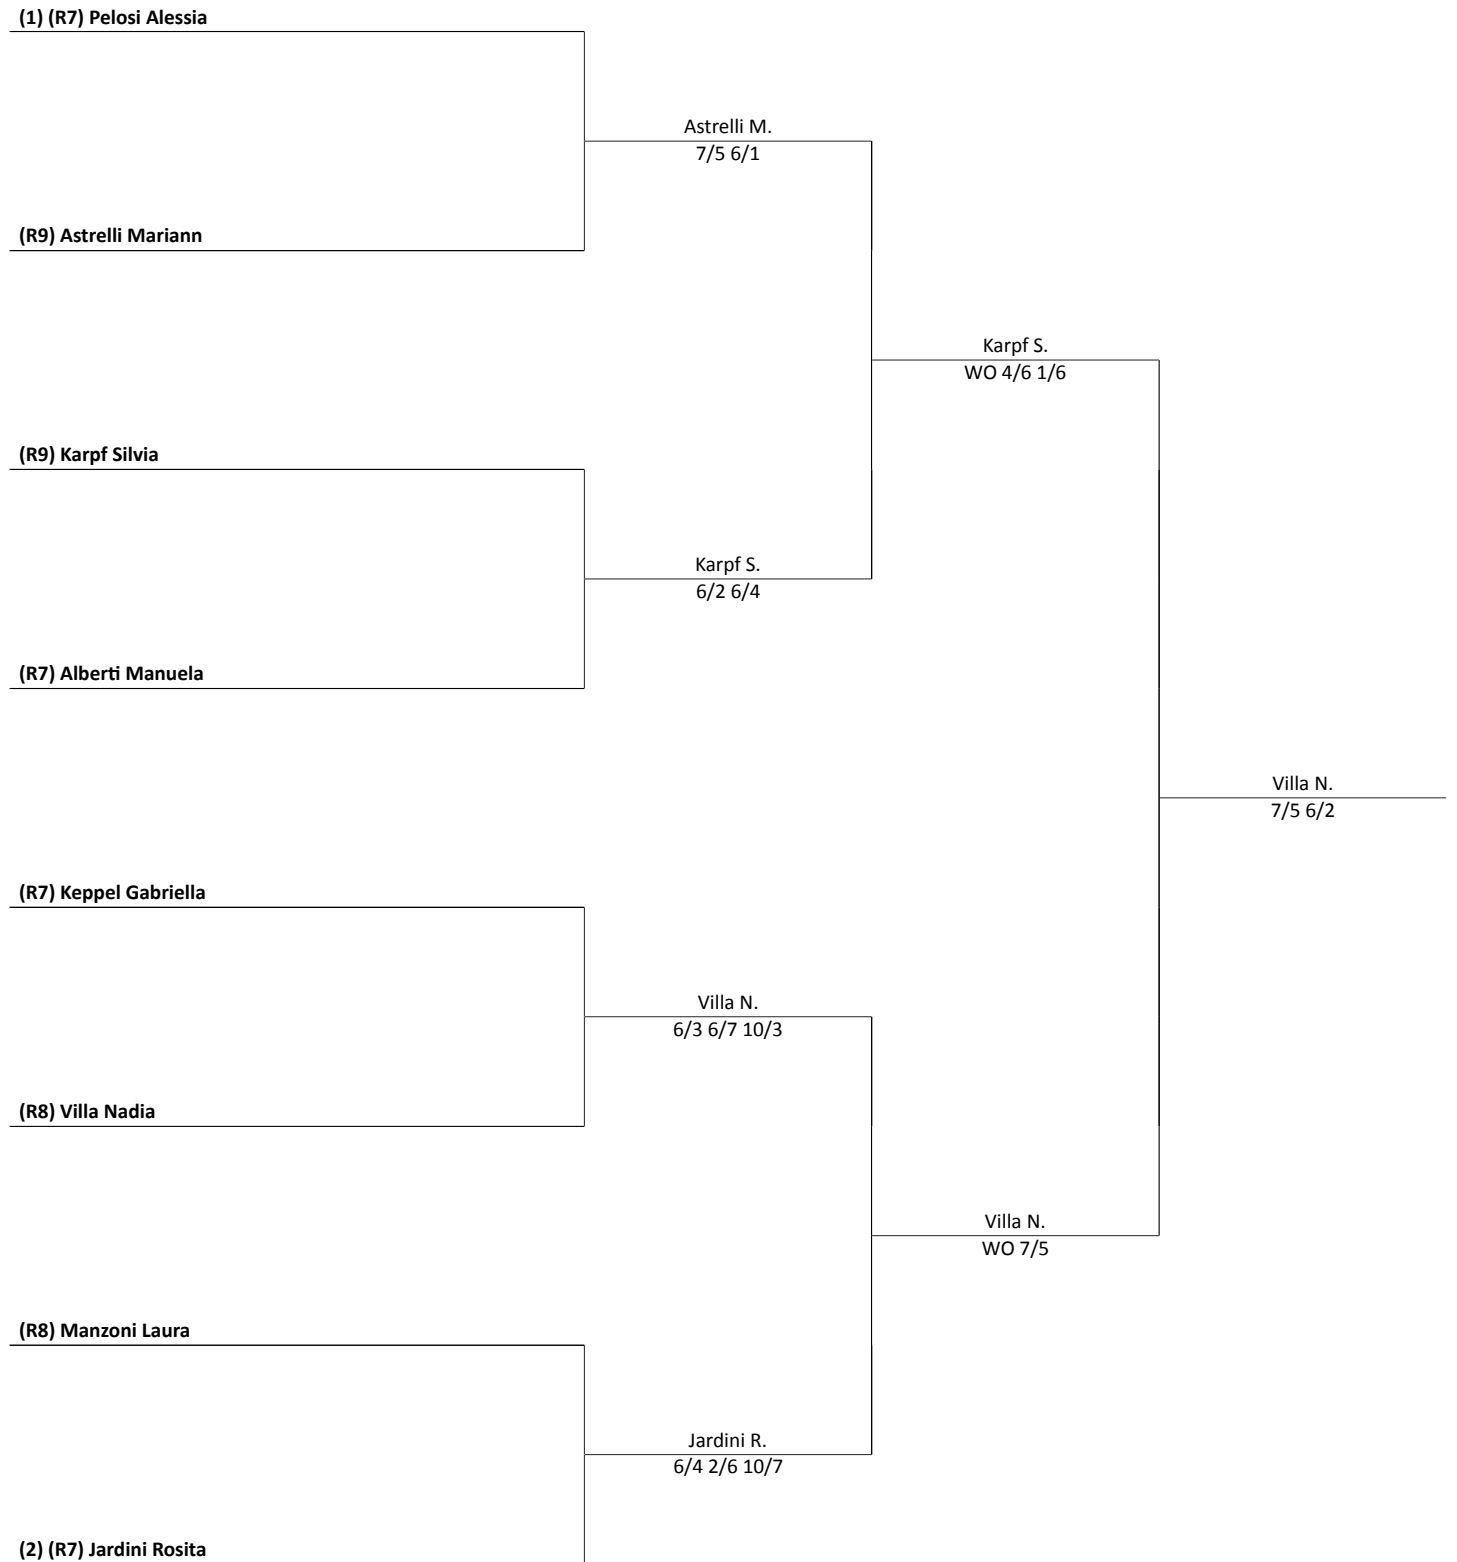 (1) (R7) Pelosi Alessia
Astrelli M.
7/5 6/1
(R9) Astrelli Mariann
Karpf S.
WO 4/6 1/6
(R9) Karpf Silvia
Karpf S.
6/2 6/4
(R7) Alberti Manuela
Villa N.
7/5 6/2
(R7) Keppel Gabriella
Villa N.
6/3 6/7 10/3
(R8) Villa Nadia
Villa N.
WO 7/5
(R8) Manzoni Laura
Jardini R.
6/4 2/6 10/7
(2) (R7) Jardini Rosita